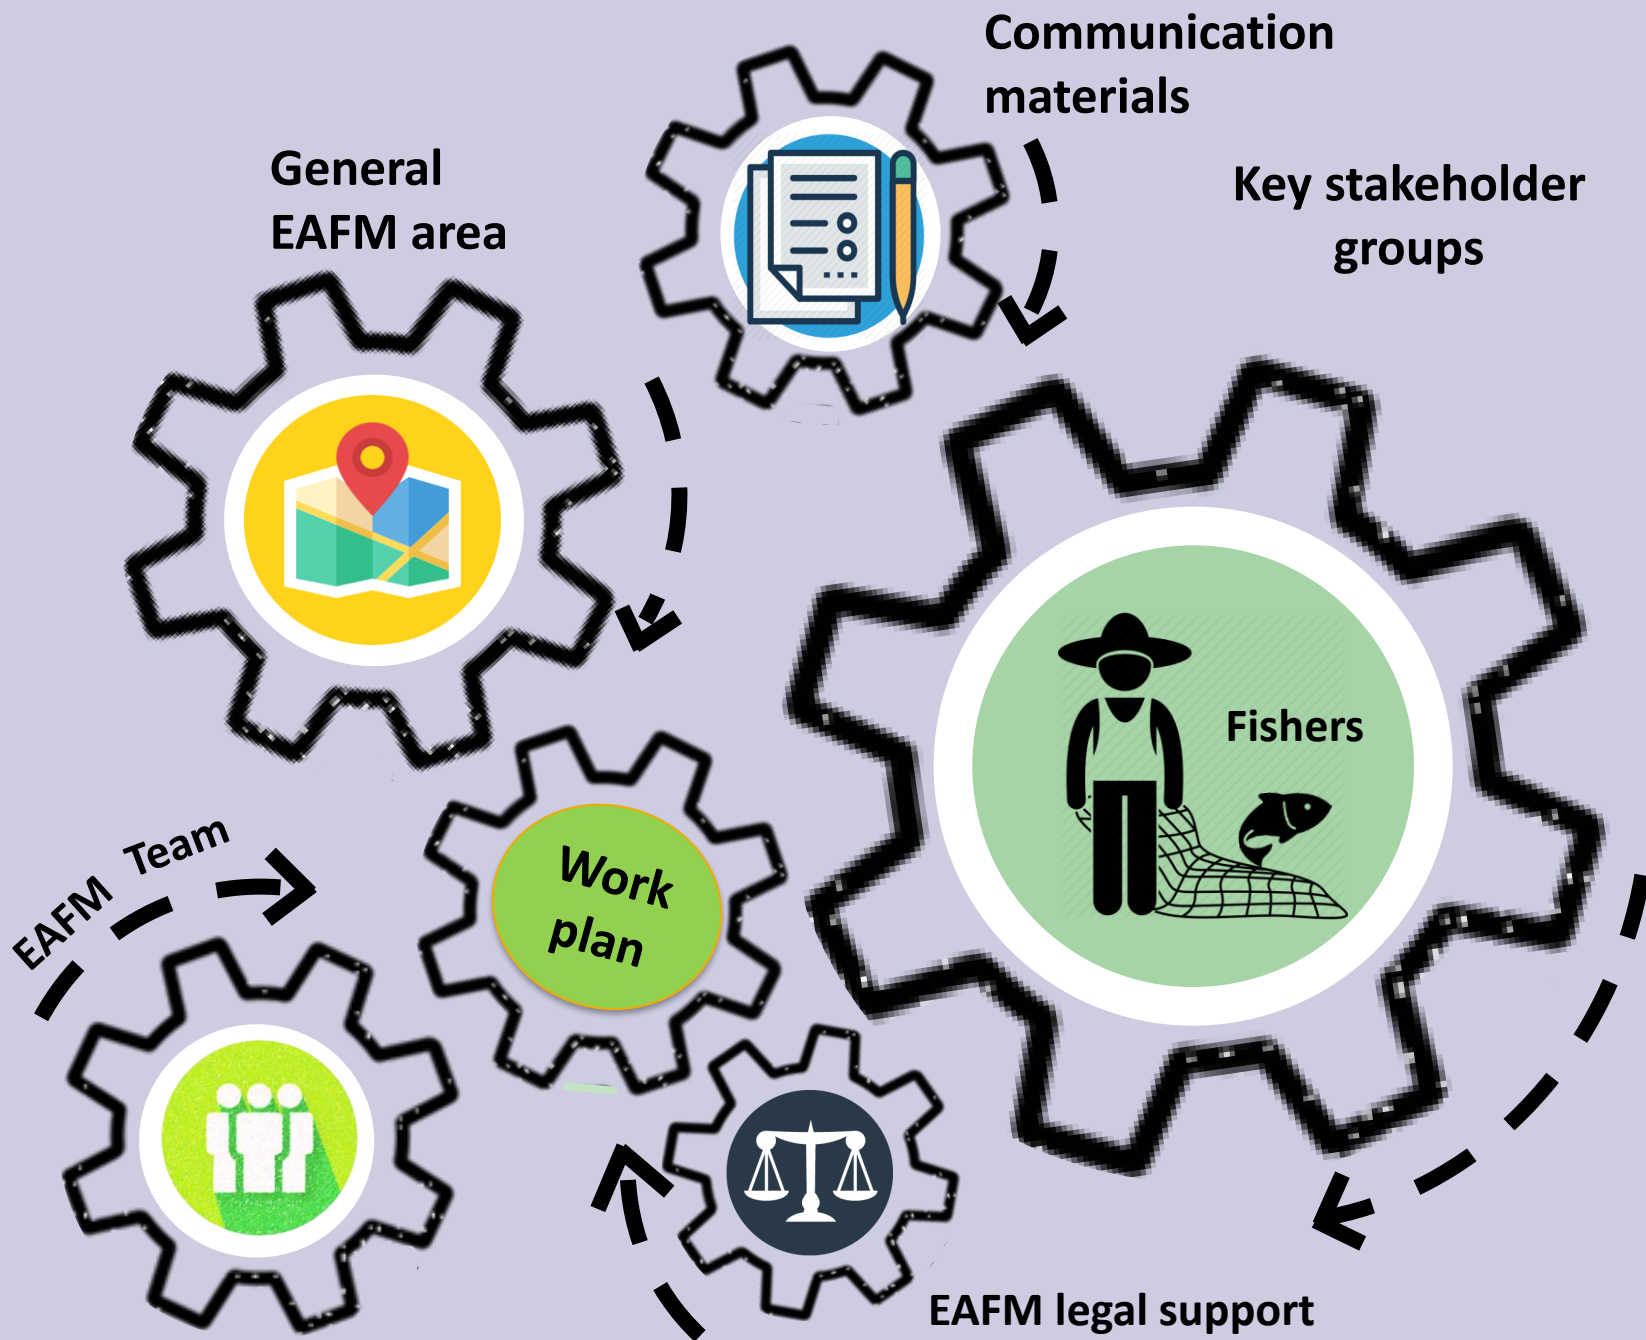 Communication
materials
General
EAFM area
Key stakeholder
groups
Fishers
EAFM Team
Work
plan
EAFM legal support